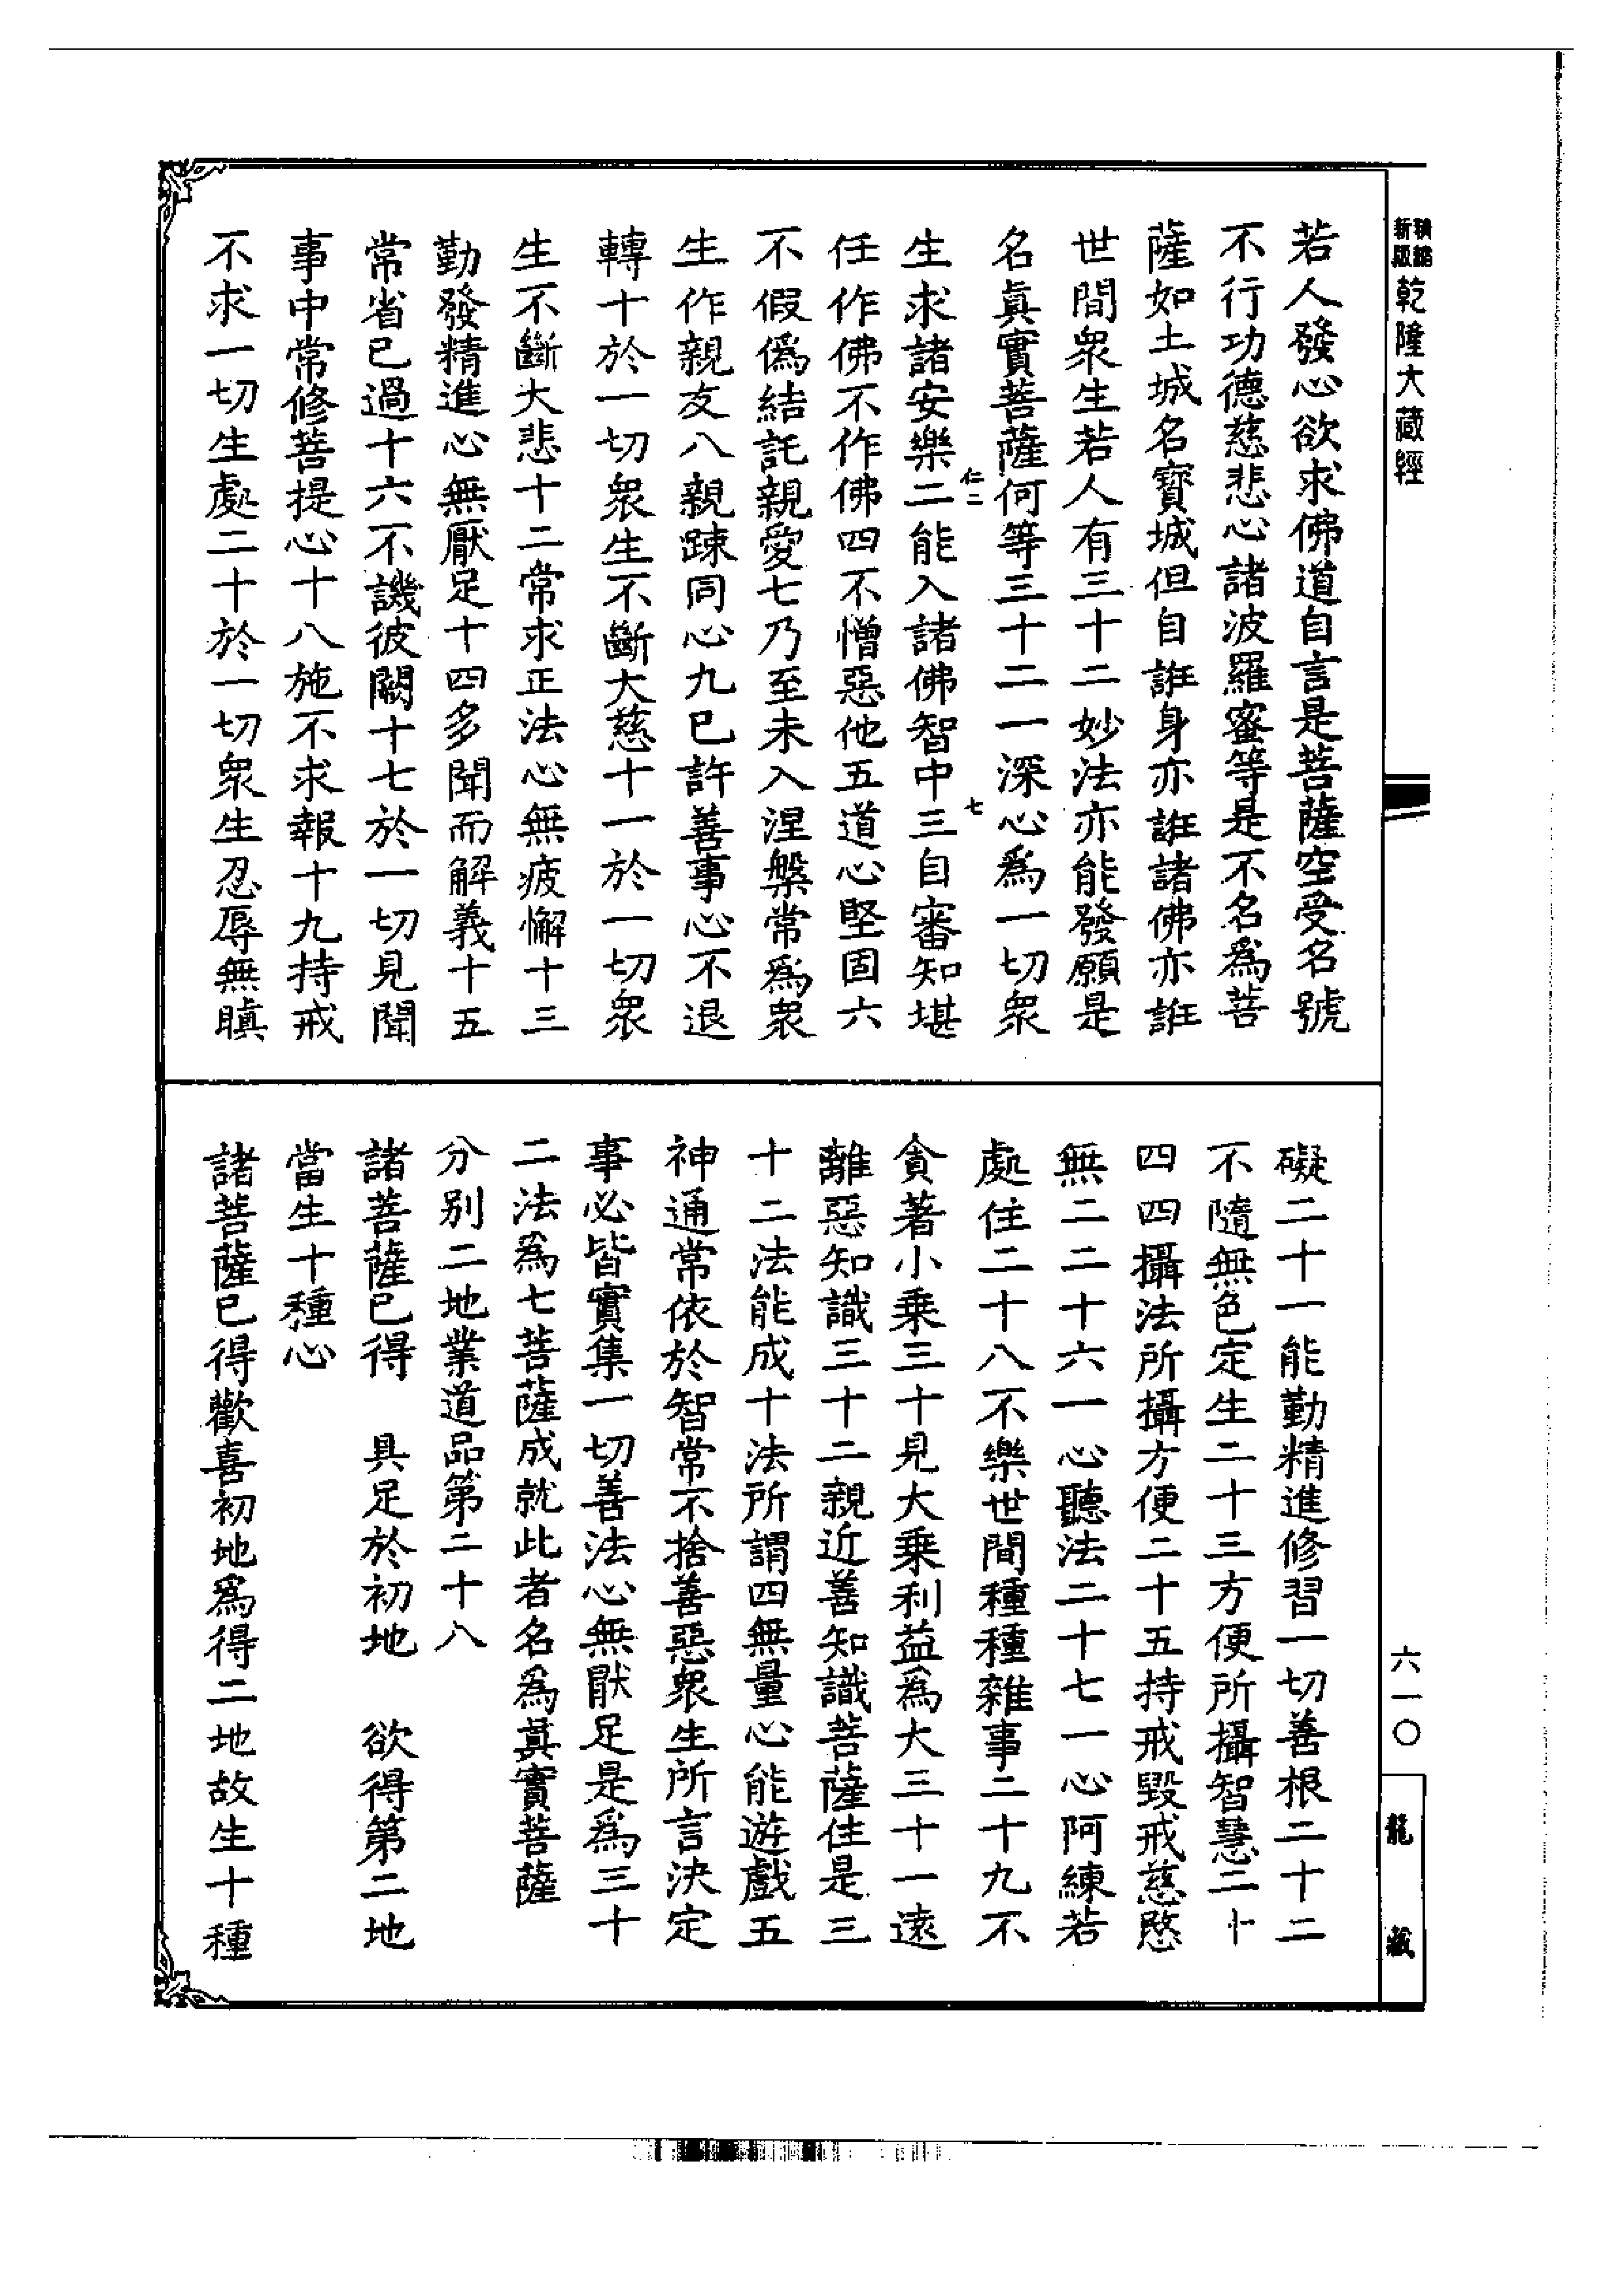 新版
乾隆大藏經
若人發心欲求佛道自言是菩薩空受名號
不行功德慈悲心諸波羅蜜等是不名爲菩
薩如土城名寶城但自誑身亦誑諸佛亦誑
世間衆生若人有三十二妙法亦能發願是
名眞實菩薩何等三十二一深心爲一切衆
仁二
七
生求諸安樂二能入諸佛智中三自審知堪
任作佛不作佛四不憎惡他五道心堅固六
不假僞結託親愛七乃至未入涅槃常爲衆
生作親友八親踈同心九已許善事心不退
轉十於一切衆生不斷大慈十一於一切衆
生不斷大悲十二常求正法心無疲懈十三
勤發精進心無厭足十四多聞而解義十五
常省已過十六不譏彼闕十七於一切見聞
事中常修菩提心十八施不求報十九持戒
不求一切生處二十於一切衆生忍辱無瞋
礙二十一能勤精進修習一切善根二十二
不隨無色定生二十三方便所攝智慧二十
四四攝法所攝方便二十五持戒毀戒慈愍
無二二十六一心聽法二十七一心阿練若
處住二十八不樂世間種種雜事二十九不
貪著小乘三十見大乘利益爲大三十一遠
離惡知識三十二親近善知識菩薩住是三
十二法能成十法所謂四無量心能遊戲五
神通常依於智常不捨善惡衆生所言決定
事必皆實集一切善法心無猒足是爲三十
二法爲七菩薩成就此者名爲眞實菩薩
分别二地業道品第二十八
諸菩薩已得　具足於初地　欲得第二地
當生十種心
諸菩薩已得歡喜初地爲得二地故生十種
六一〇
龍藏